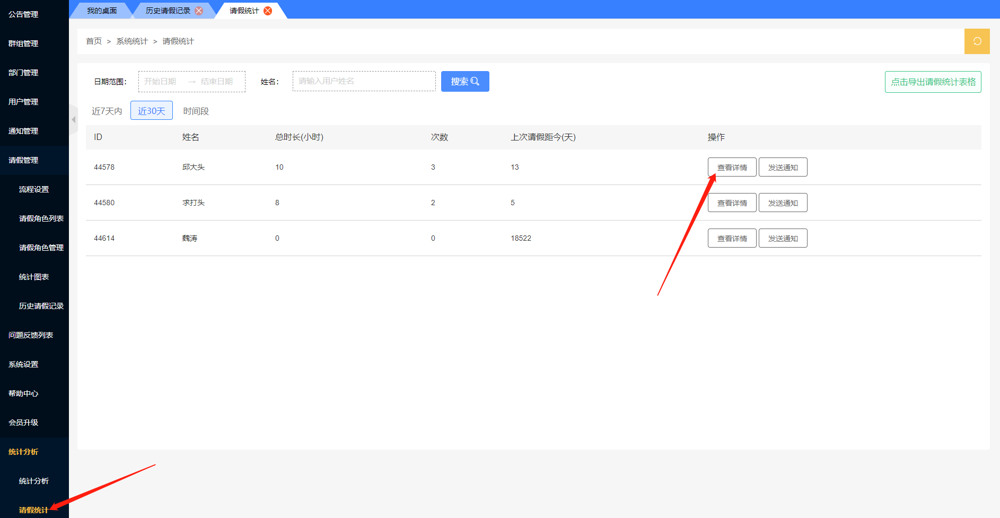 公告管理
群组管理
部门管理
用户管理
通知管理
请假管理
流程设置
请假角色列表
请假角色管理
统计图表
历史请假记录
问题反馈列表
系统设置
帮助中心
会员升级
统计分析
统计分析
请假统计
我的桌面 历史请假记录 请假统计
首页 > 系统统计 > 请假统计
日期范围： 开始日期 → 结束日期 姓名： 请输入用户姓名 搜索 点击导出请假统计表格
近7天内 近30天 时间段
ID 姓名 总时长(小时) 次数 上次请假距今(天) 操作
44578 邱大头 10 3 13 查看详情 发送通知
44580 求打头 8 2 5 查看详情 发送通知
44614 魏涛 0 0 18522 查看详情 发送通知